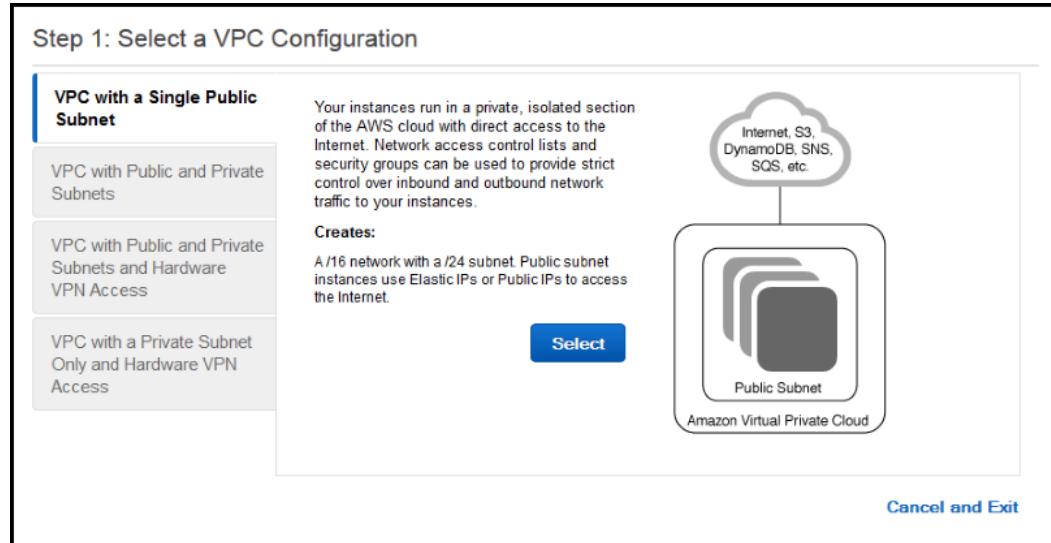 Step 1: Select a VPC Configuration
VPC with a Single Public
Subnet
VPC with Public and Private
Subnets
VPC with Public and Private
Subnets and Hardware
VPN Access
VPC with a Private Subnet
Only and Hardware VPN
Access
Your instances run in a private, isolated section
of the AWS cloud with direct access to the
Internet. Network access control lists and
security groups can be used to provide strict
control over inbound and outbound network
traffic to your instances.
Creates:
A /16 network with a /24 subnet. Public subnet
instances use Elastic IPs or Public IPs to access
the Internet.
Select
Internet, S3,
DynamoDB, SNS,
SQS, etc.
Public Subnet
Amazon Virtual Private Cloud
Cancel and Exit